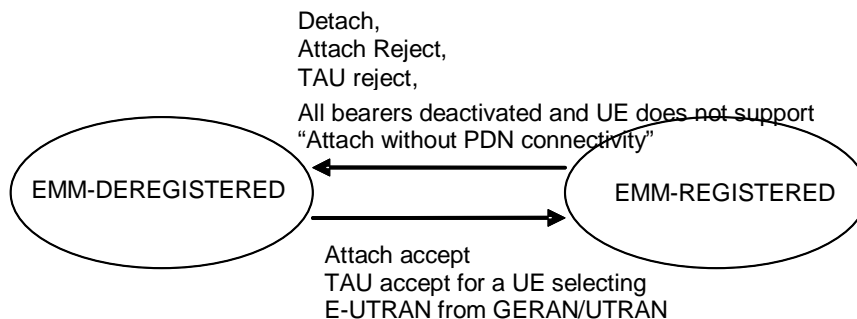 Detach,
Attach Reject,
TAU reject,
All bearers deactivated and UE does not support
“Attach without PDN connectivity”
EMM-DEREGISTERED
EMM-REGISTERED
Attach accept
TAU accept for a UE selecting
E-UTRAN from GERAN/UTRAN